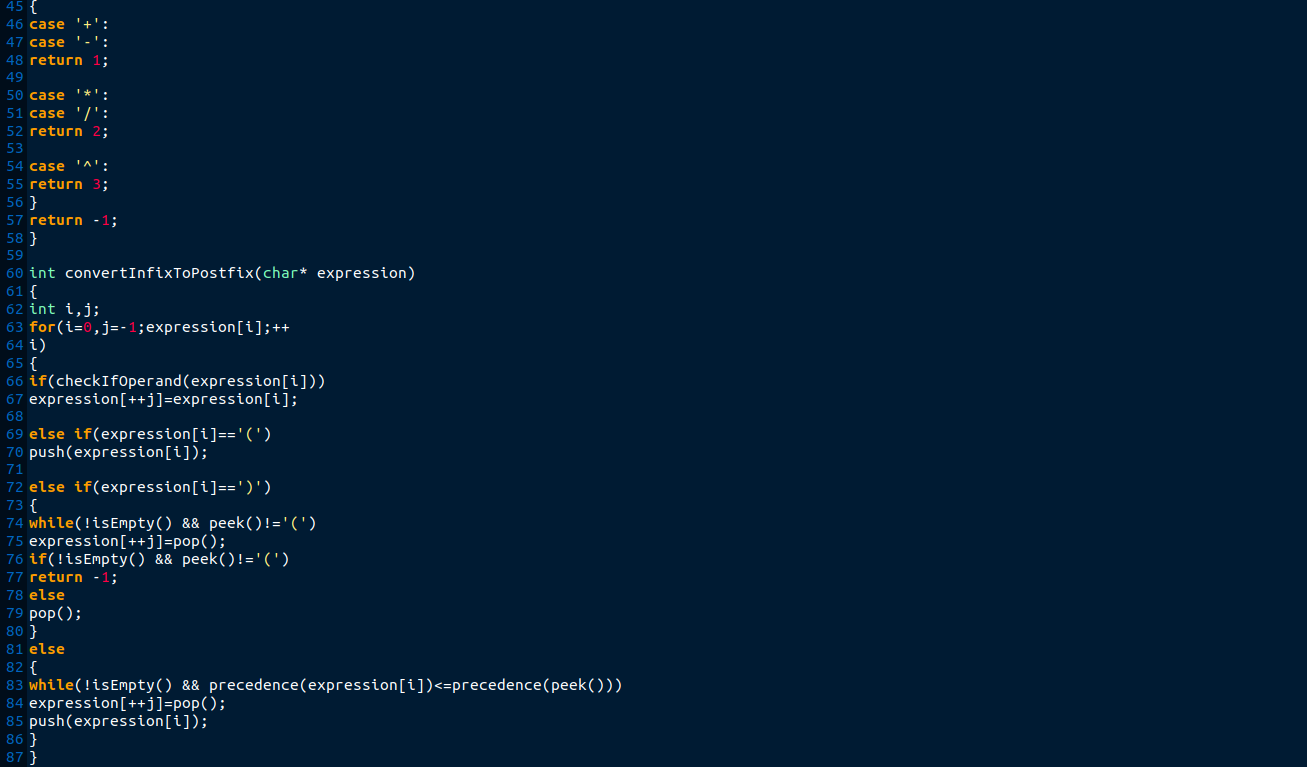 45 {
46 case '+':
47 case '-':
48 return 1;
49
50 case '*':
51 case '/':
52 return 2;
53
54 case '^':
55 return 3;
56 }
57 return -1;
58 }
59
60 int convertInfixToPostfix(char* expression)
61 {
62 int i,j;
63 for(i=0,j=-1;expression[i];++
64 i)
65 {
66 if(checkIfOperand(expression[i]))
67 expression[++j]=expression[i];
68
69 else if(expression[i]=='(')
70 push(expression[i]);
71
72 else if(expression[i]==')')
73 {
74 while(!isEmpty() && peek()!='(')
75 expression[++j]=pop();
76 if(!isEmpty() && peek()!='(')
77 return -1;
78 else
79 pop();
80 }
81 else
82 {
83 while(!isEmpty() && precedence(expression[i])<=precedence(peek()))
84 expression[++j]=pop();
85 push(expression[i]);
86 }
87 }